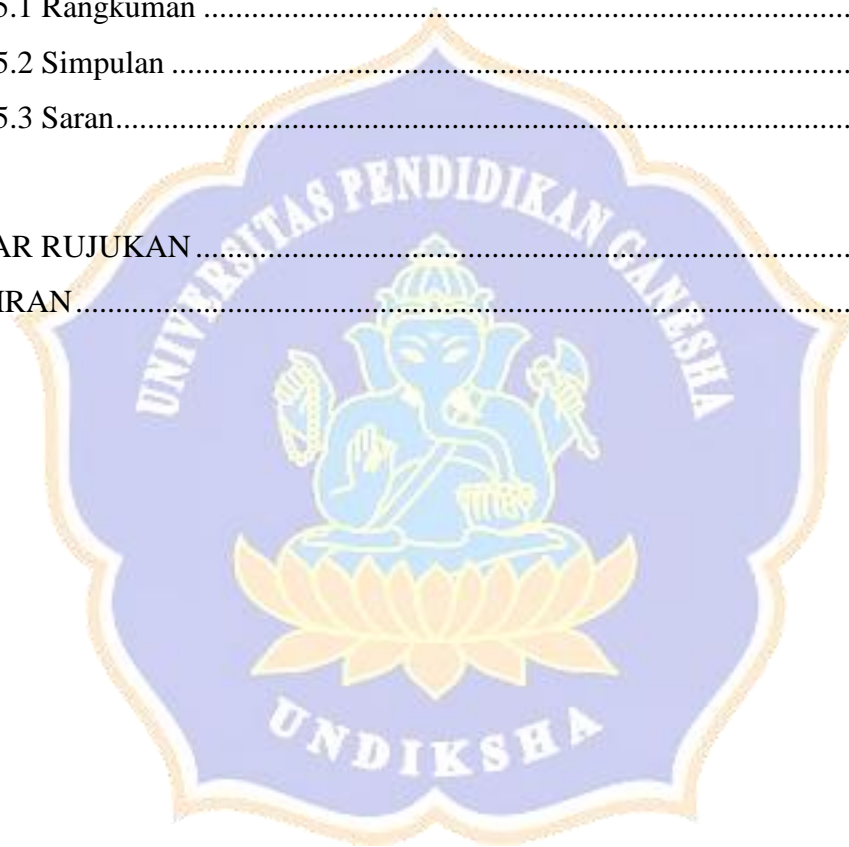 5.1 Rangkuman ....................................................................................
5.2 Simpulan ........................................................................................
5.3 Saran...............................................................................................
AR RUJUKAN ....................................................................................
IRAN...................................................................................................
UNIVERSITAS PENDIDIKAN GANESHA
UNDIKSHA